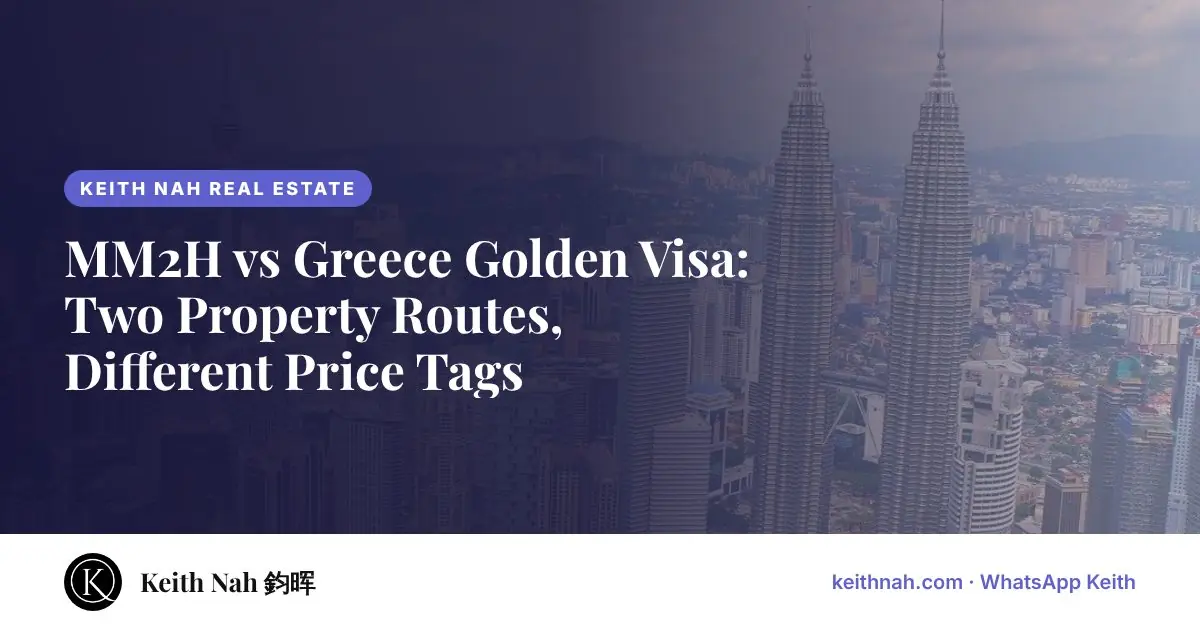 KEITH NAH REAL ESTATE
MM2H vs Greece Golden Visa:
Two Property Routes,
Different Price Tags
K
Keith Nah 鈞晖
keithnah.com · WhatsApp Keith